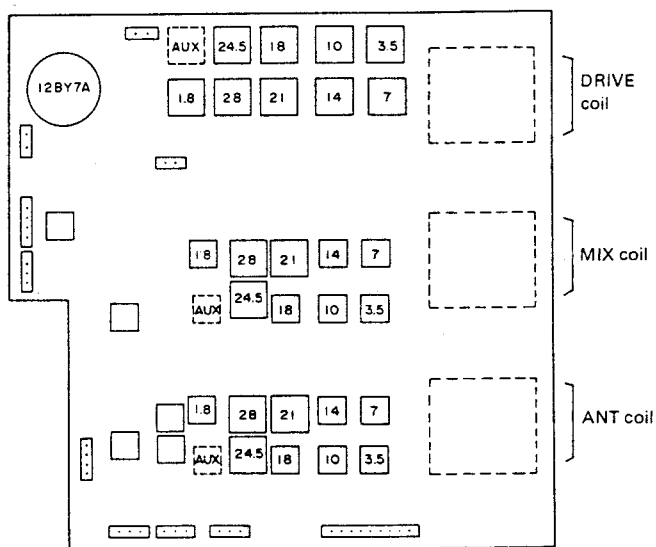 AUX 24.5 18 10 3.5
12BY7A
1.8 28 21 14 7
DRIVE
coil
18 28 21 14 7
MIX coil
AUX 24.5 18 10 3.5
1.8 28 21 14 7
ANT coil
AUX 24.5 18 10 3.5